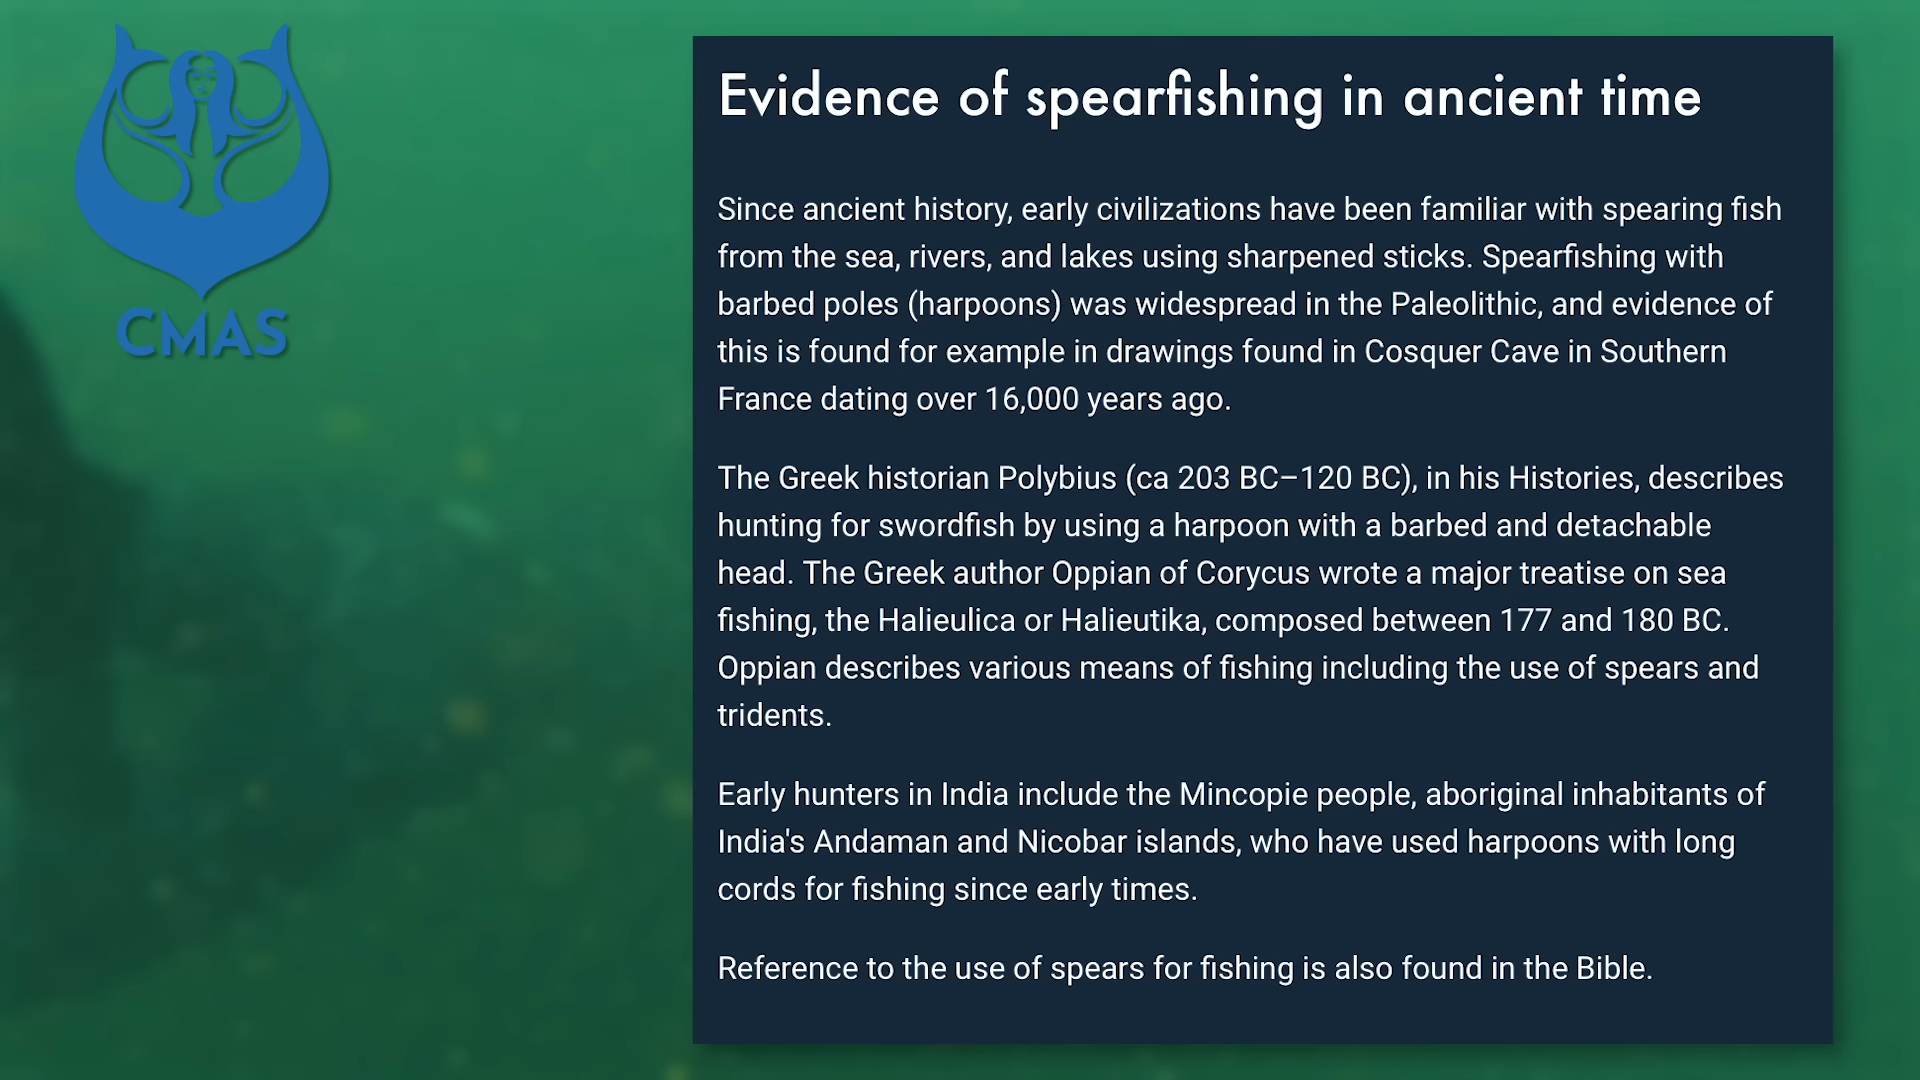 CMAS
Evidence of spearfishing in ancient time
Since ancient history, early civilizations have been familiar with spearing fish
from the sea, rivers, and lakes using sharpened sticks. Spearfishing with
barbed poles (harpoons) was widespread in the Paleolithic, and evidence of
this is found for example in drawings found in Cosquer Cave in Southern
France dating over 16,000 years ago.
The Greek historian Polybius (ca 203 BC–120 BC), in his Histories, describes
hunting for swordfish by using a harpoon with a barbed and detachable
head. The Greek author Oppian of Corycus wrote a major treatise on sea
fishing, the Halieulica or Halieutika, composed between 177 and 180 BC.
Oppian describes various means of fishing including the use of spears and
tridents.
Early hunters in India include the Mincopie people, aboriginal inhabitants of
India's Andaman and Nicobar islands, who have used harpoons with long
cords for fishing since early times.
Reference to the use of spears for fishing is also found in the Bible.